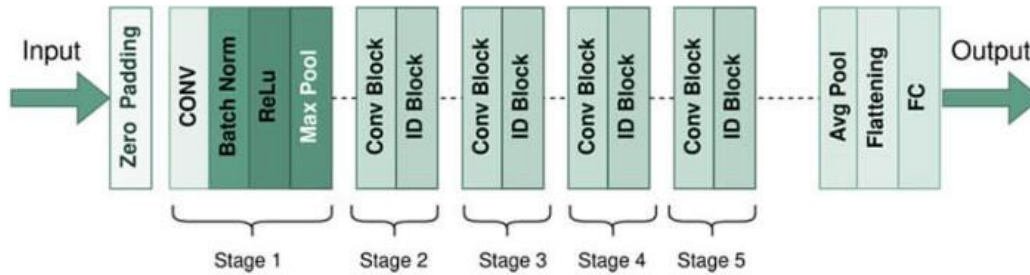 Input
Zero Padding
CONV
Batch Norm
ReLu
Max Pool
Conv Block
ID Block
Conv Block
ID Block
Conv Block
ID Block
Conv Block
ID Block
Avg Pool
Flattening
FC
Output
Stage 1
Stage 2
Stage 3
Stage 4
Stage 5